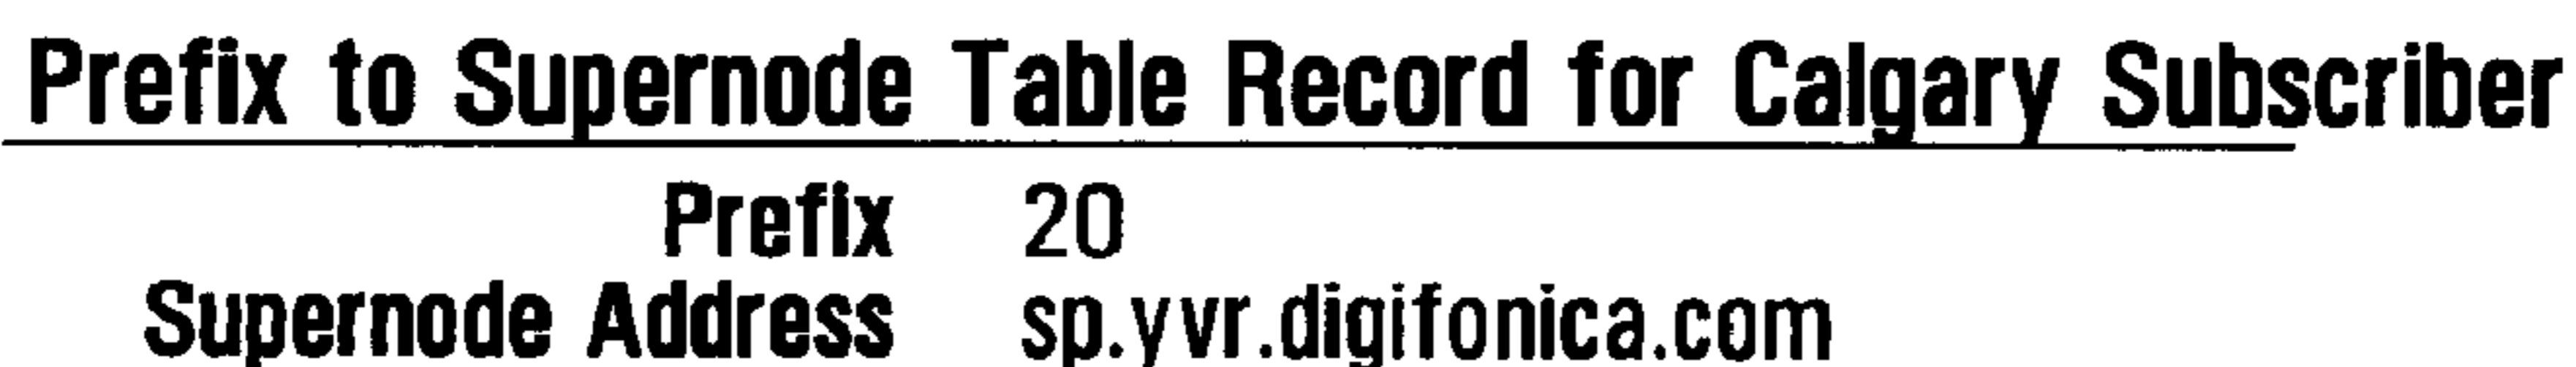 Prefix to Supernode Table Record for Calgary Subscriber
Prefix 20
Supernode Address sp.yvr.digifonica.com